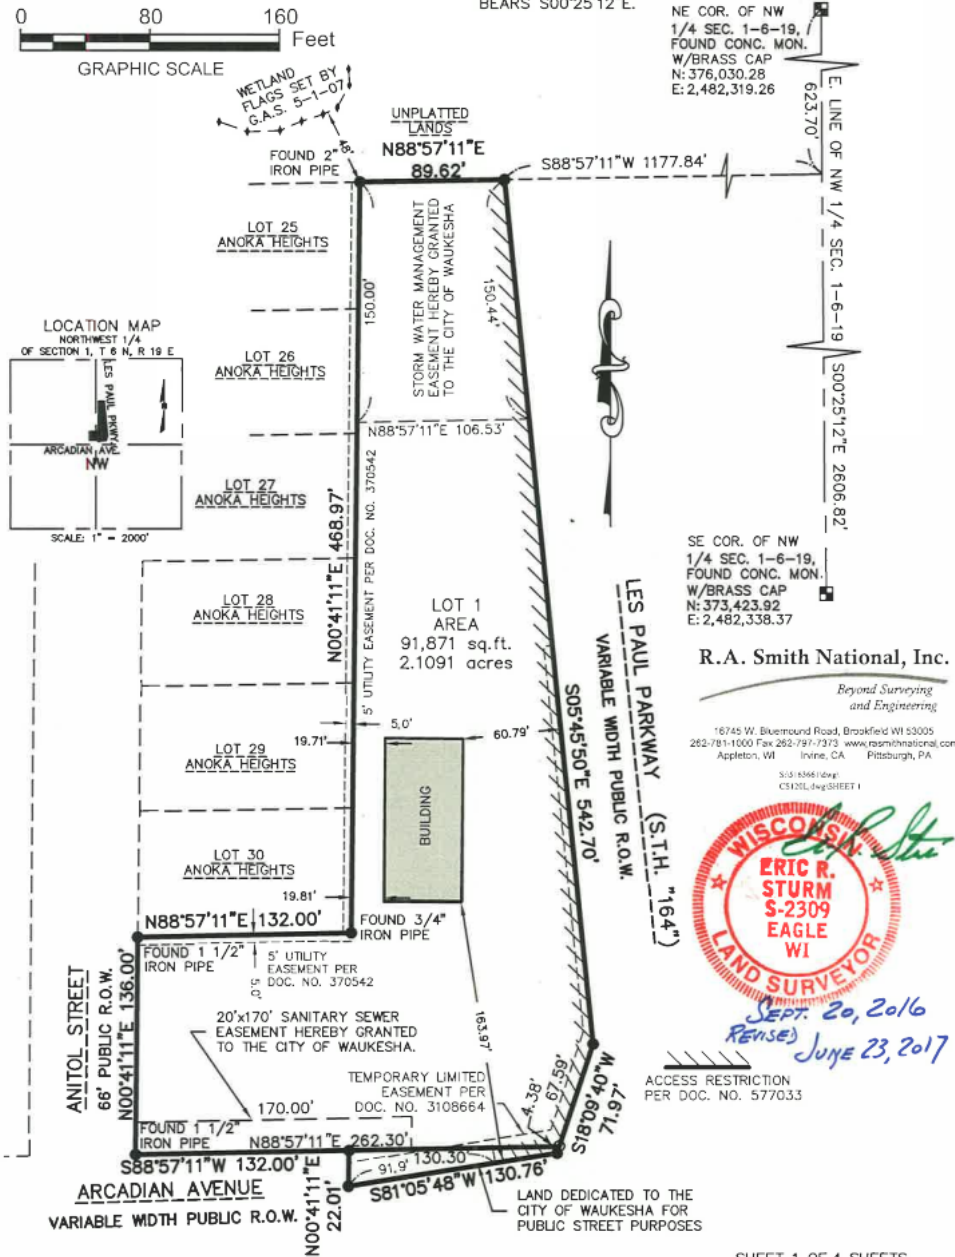 BEARS S00°25'12"E.
0 80 160
Feet
GRAPHIC SCALE
NE COR. OF NW
1/4 SEC. 1-6-19,
FOUND CONC. MON.
W/BRASS CAP
N: 376,030.28
E: 2,482,319.26
WETLAND
FLAGS SET BY
G.A.S. 5-1-07
48'
UNPLATTED
LANDS
N88°57'11"E
89.62'
FOUND 2"
IRON PIPE
S88°57'11"W 1177.84'
623.70'
E. LINE OF NW 1/4 SEC. 1-6-19 S00°25'12"E 2606.82'
LOT 25
ANOKA HEIGHTS
STORM WATER MANAGEMENT
EASEMENT HEREBY GRANTED
TO THE CITY OF WAUKESHA
150.00'
150.44'
LOCATION MAP
NORTHWEST 1/4
OF SECTION 1, T 6 N, R 19 E
LES PAUL PKWY
ARCADIAN AVE.
NW
SCALE: 1" = 2000'
LOT 26
ANOKA HEIGHTS
N88°57'11"E 106.53'
LOT 27
ANOKA HEIGHTS
N00°41'11"E 468.97'
5' UTILITY EASEMENT PER DOC. NO. 370542
SE COR. OF NW
1/4 SEC. 1-6-19,
FOUND CONC. MON.
W/BRASS CAP
N: 373,423.92
E: 2,482,338.37
LOT 28
ANOKA HEIGHTS
LOT 1
AREA
91,871 sq.ft.
2.1091 acres
LES PAUL PARKWAY (S.T.H. "164")
VARIABLE WIDTH PUBLIC R.O.W.
S05°45'50"E 542.70'
R.A. Smith National, Inc.
Beyond Surveying
and Engineering
16745 W. Bluemound Road, Brookfield WI 53005
262-781-1000 Fax 262-797-7373 www.rasmithnational.com
Appleton, WI Irvine, CA Pittsburgh, PA
SHEET 1
5.0'
19.71'
60.79'
LOT 29
ANOKA HEIGHTS
BUILDING
WISCONSIN
ERIC R.
STURM
S-2309
EAGLE
WI
LAND SURVEYOR
SEPT. 20, 2016
REVISED JUNE 23, 2017
LOT 30
ANOKA HEIGHTS
19.81'
N88°57'11"E 132.00'
FOUND 3/4"
IRON PIPE
FOUND 1 1/2"
IRON PIPE
5.0'
5' UTILITY
EASEMENT PER
DOC. NO. 370542
ANITOL STREET
66' PUBLIC R.O.W.
N00°41'11"E 136.00'
20'x170' SANITARY SEWER
EASEMENT HEREBY GRANTED
TO THE CITY OF WAUKESHA.
163.97'
TEMPORARY LIMITED
EASEMENT PER
DOC. NO. 3108664
4.38'
67.59'
S18°09'40"W
71.97'
ACCESS RESTRICTION
PER DOC. NO. 577033
170.00'
FOUND 1 1/2"
IRON PIPE
N88°57'11"E 262.30'
130.30'
S88°57'11"W 132.00'
91.9'
S81°05'48"W 130.76'
N00°41'11"E
22.01'
ARCADIAN AVENUE
VARIABLE WIDTH PUBLIC R.O.W.
LAND DEDICATED TO THE
CITY OF WAUKESHA FOR
PUBLIC STREET PURPOSES
SHEET 1 OF 4 SHEETS